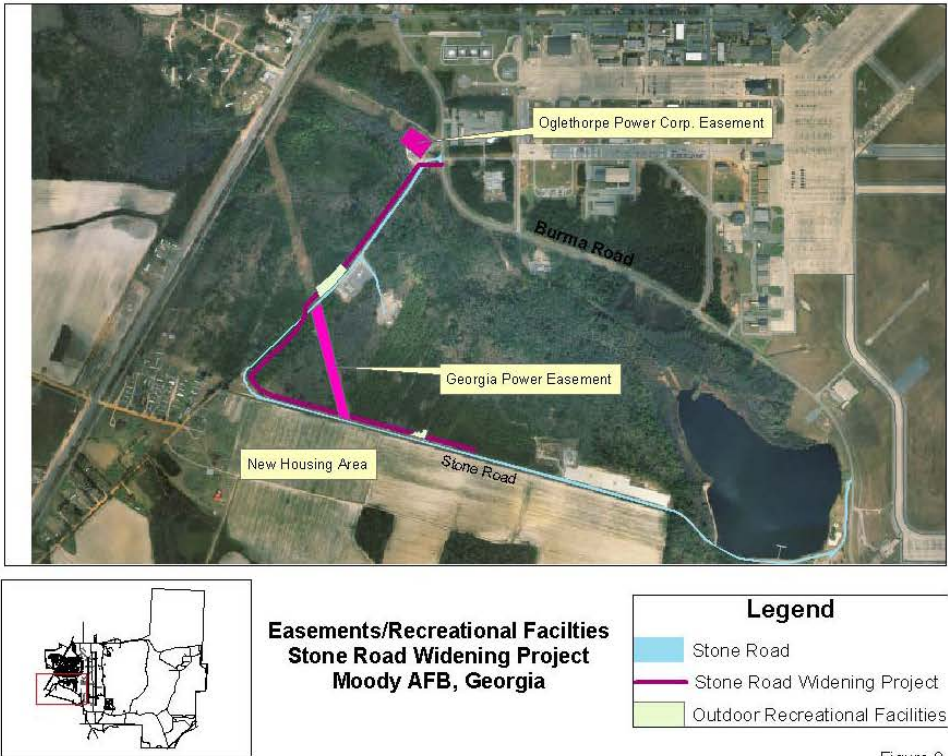 Oglethorpe Power Corp. Easement
Burma Road
Georgia Power Easement
New Housing Area
Stone Road
Easements/Recreational Facilties
Stone Road Widening Project
Moody AFB, Georgia
Legend
Stone Road
Stone Road Widening Project
Outdoor Recreational Facilities